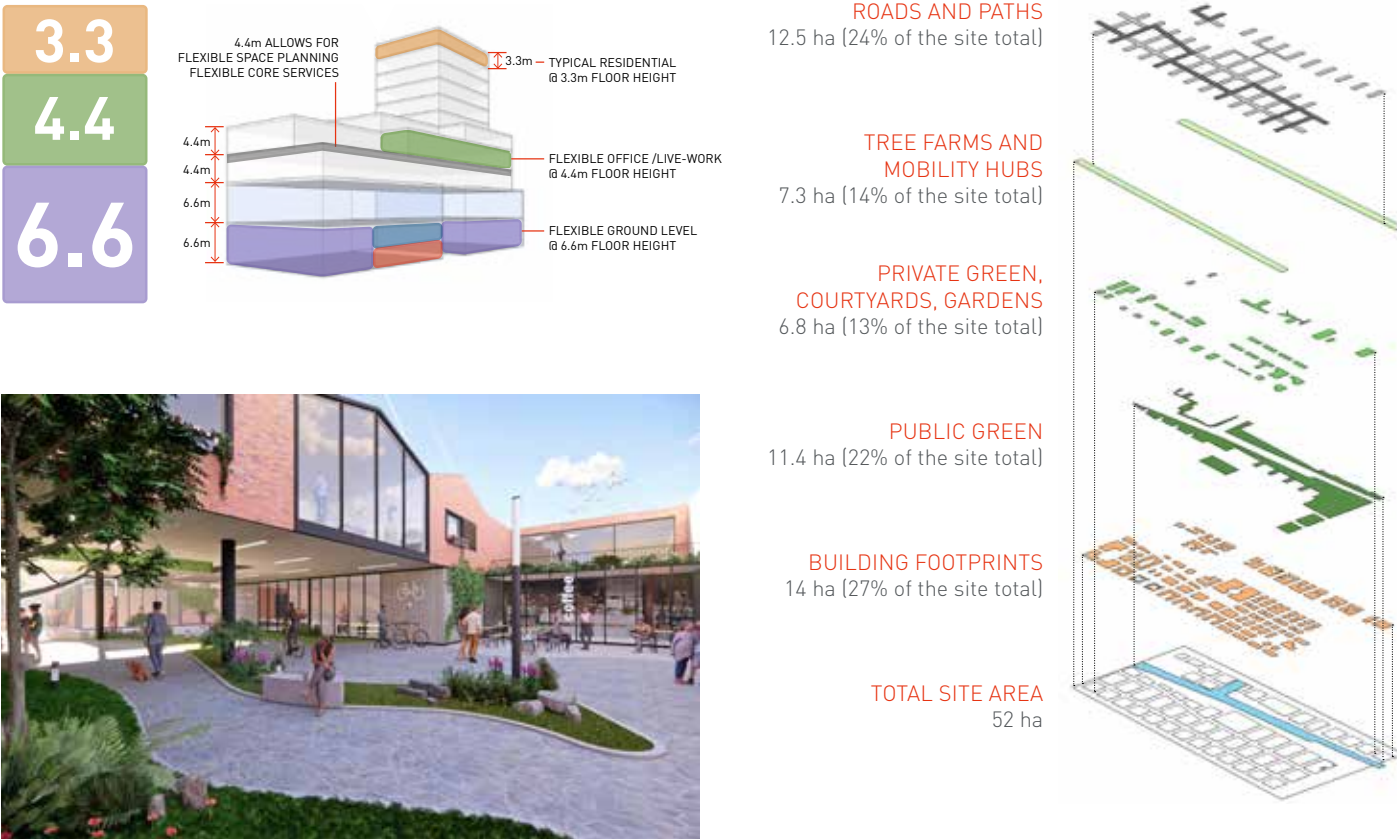 3.3
4.4
6.6
4.4m ALLOWS FOR
FLEXIBLE SPACE PLANNING
FLEXIBLE CORE SERVICES
3.3m
TYPICAL RESIDENTIAL
@ 3.3m FLOOR HEIGHT
4.4m
4.4m
6.6m
6.6m
FLEXIBLE OFFICE /LIVE-WORK
@ 4.4m FLOOR HEIGHT
FLEXIBLE GROUND LEVEL
@ 6.6m FLOOR HEIGHT
coffee
ROADS AND PATHS
12.5 ha (24% of the site total)
TREE FARMS AND
MOBILITY HUBS
7.3 ha (14% of the site total)
PRIVATE GREEN,
COURTYARDS, GARDENS
6.8 ha (13% of the site total)
PUBLIC GREEN
11.4 ha (22% of the site total)
BUILDING FOOTPRINTS
14 ha (27% of the site total)
TOTAL SITE AREA
52 ha